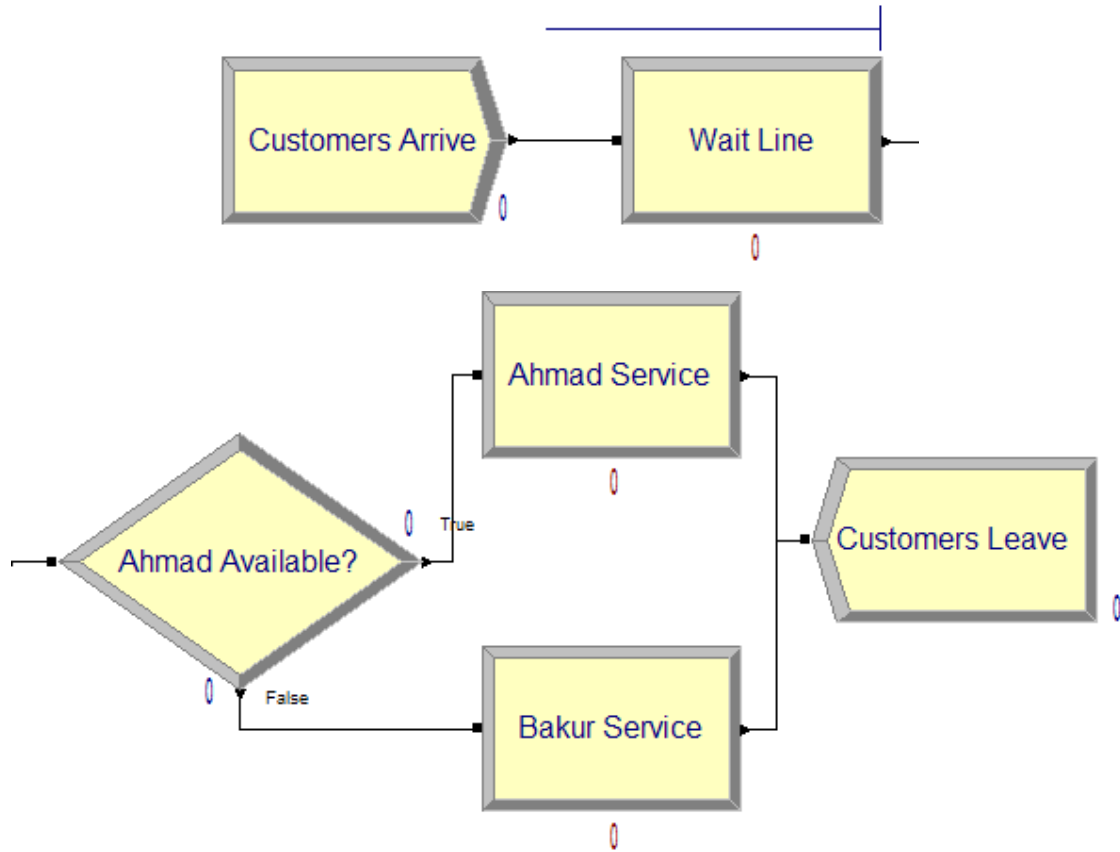 Customers Arrive
0
Wait Line
0
Ahmad Available?
0
True
0
False
Ahmad Service
0
Bakur Service
0
Customers Leave
0